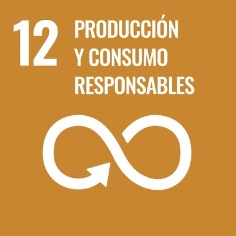 12 PRODUCCIÓN
Y CONSUMO
RESPONSABLES